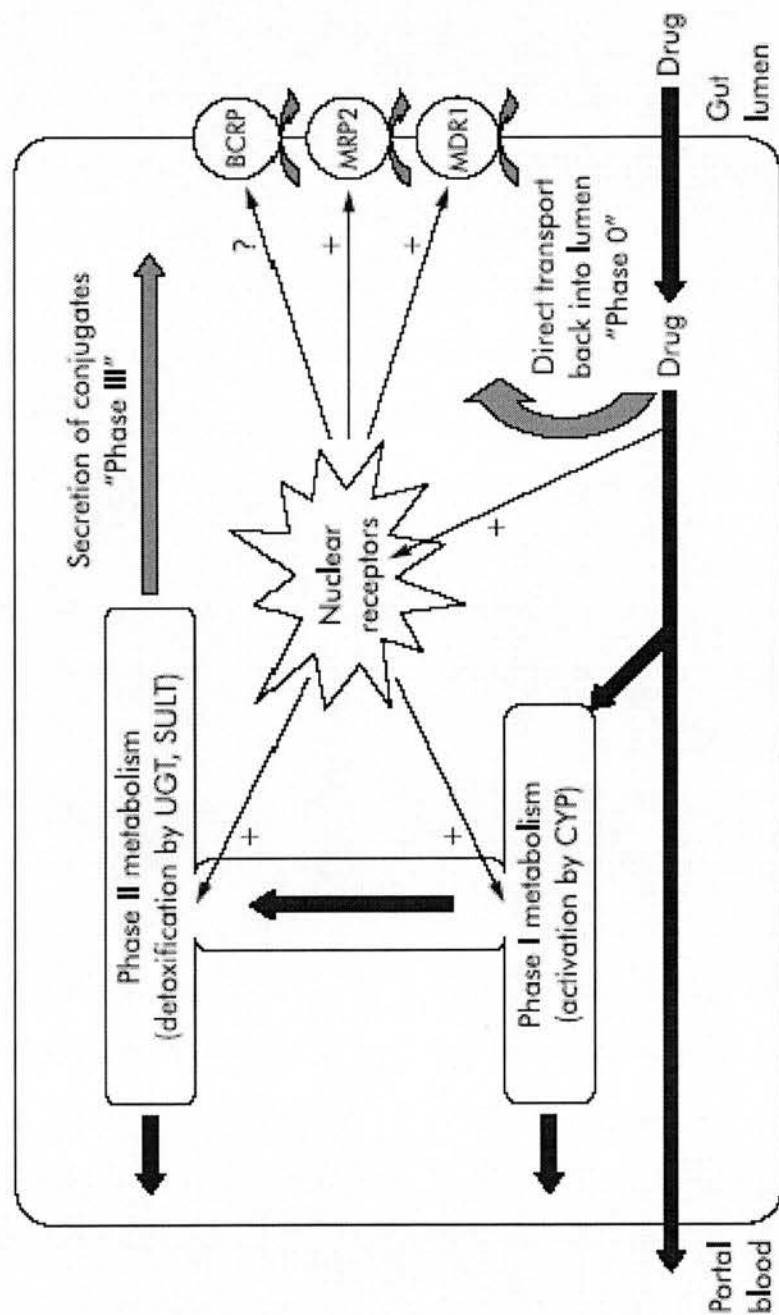 Secretion of conjugates
"Phase III"
Phase II metabolism
(detoxification by UGT, SULT)
BCRP
MRP2
MDR1
?
+
+
Nuclear
receptors
+
+
+
Direct transport
back into lumen
"Phase 0"
Phase I metabolism
(activation by CYP)
Drug
Drug
Portal
blood
Gut
lumen